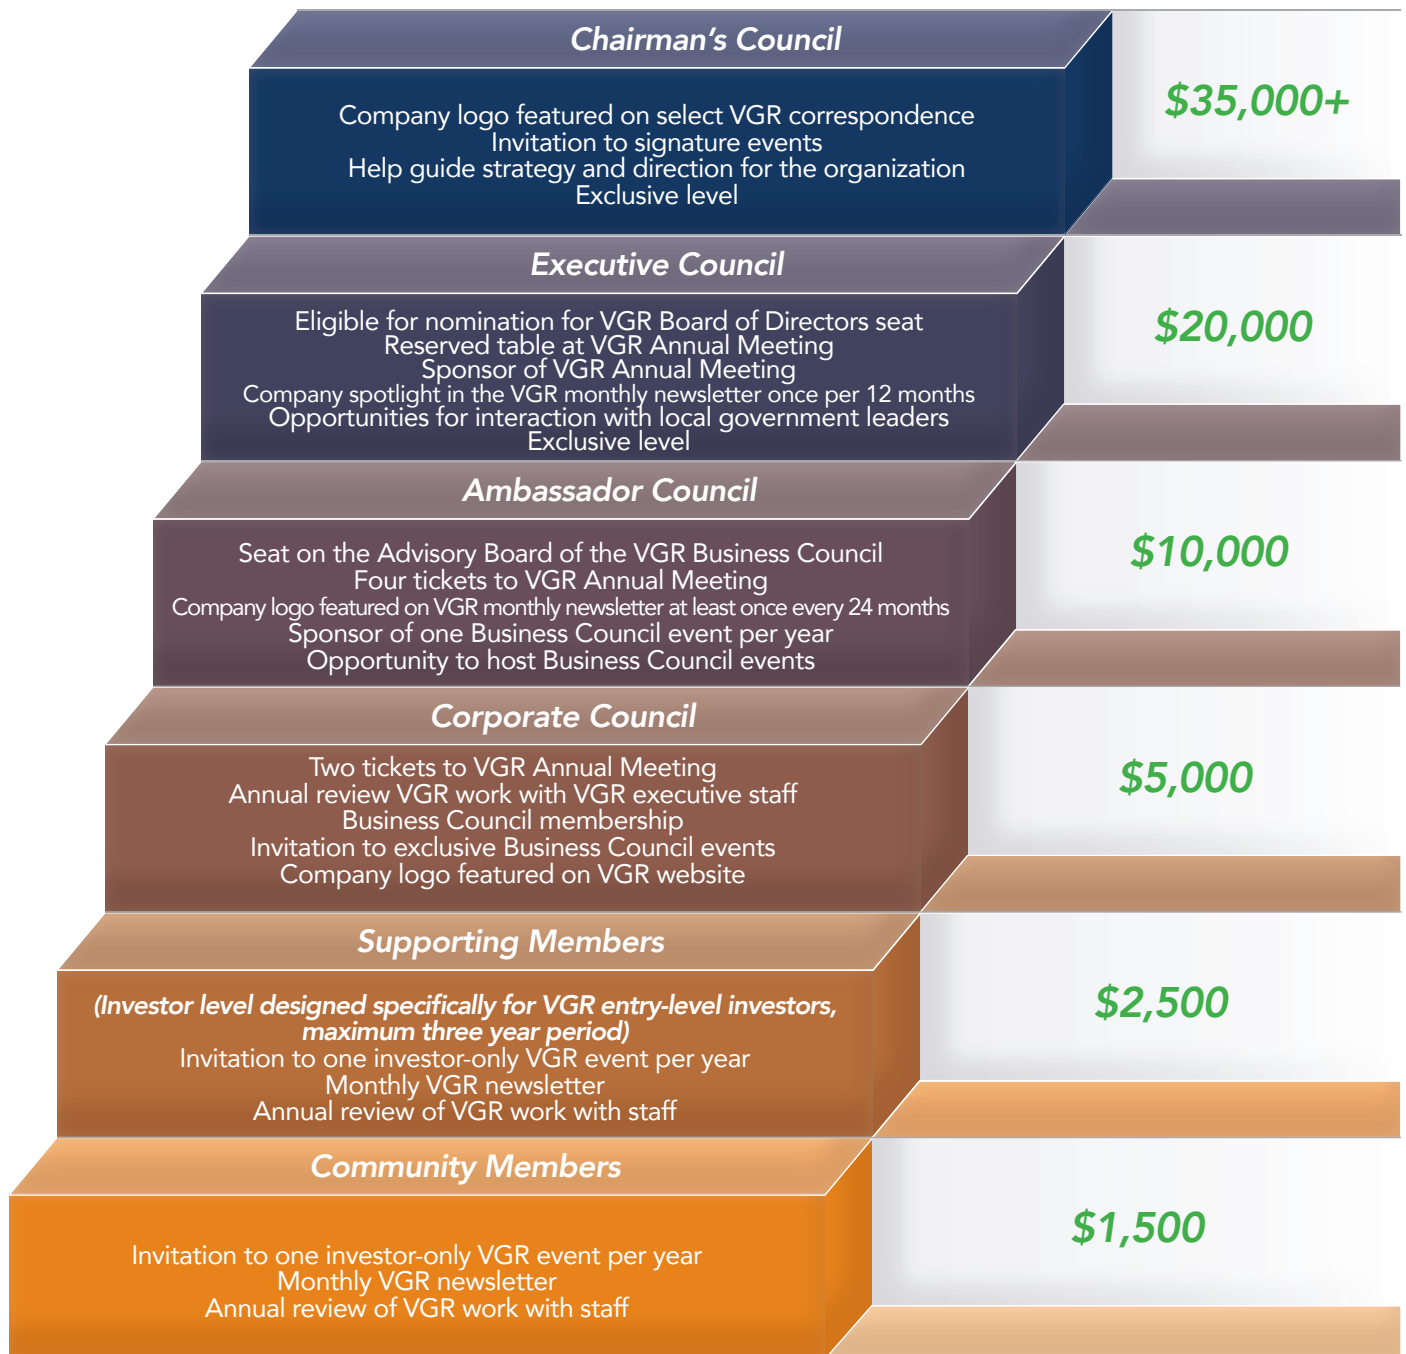 Chairman's Council
$35,000+
Company logo featured on select VGR correspondence
Invitation to signature events
Help guide strategy and direction for the organization
Exclusive level
Executive Council
$20,000
Eligible for nomination for VGR Board of Directors seat
Reserved table at VGR Annual Meeting
Sponsor of VGR Annual Meeting
Company spotlight in the VGR monthly newsletter once per 12 months
Opportunities for interaction with local government leaders
Exclusive level
Ambassador Council
$10,000
Seat on the Advisory Board of the VGR Business Council
Four tickets to VGR Annual Meeting
Company logo featured on VGR monthly newsletter at least once every 24 months
Sponsor of one Business Council event per year
Opportunity to host Business Council events
Corporate Council
$5,000
Two tickets to VGR Annual Meeting
Annual review VGR work with VGR executive staff
Business Council membership
Invitation to exclusive Business Council events
Company logo featured on VGR website
Supporting Members
$2,500
(Investor level designed specifically for VGR entry-level investors,
maximum three year period)
Invitation to one investor-only VGR event per year
Monthly VGR newsletter
Annual review of VGR work with staff
Community Members
$1,500
Invitation to one investor-only VGR event per year
Monthly VGR newsletter
Annual review of VGR work with staff